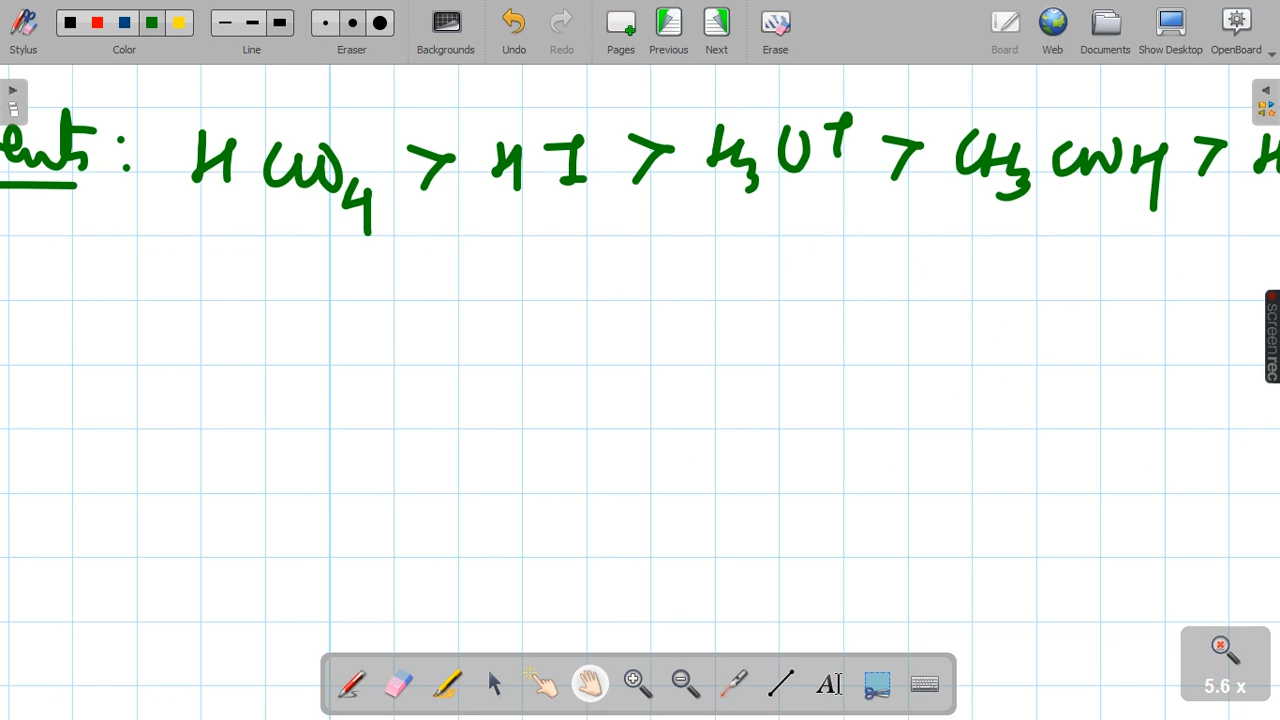 Stylus Color Line Eraser Backgrounds Undo Redo Pages Previous Next Erase Board Web Documents Show Desktop OpenBoard
ents : HClO4 > HI > H3O+ > CH3COOH > H
screenrec
5.6 x